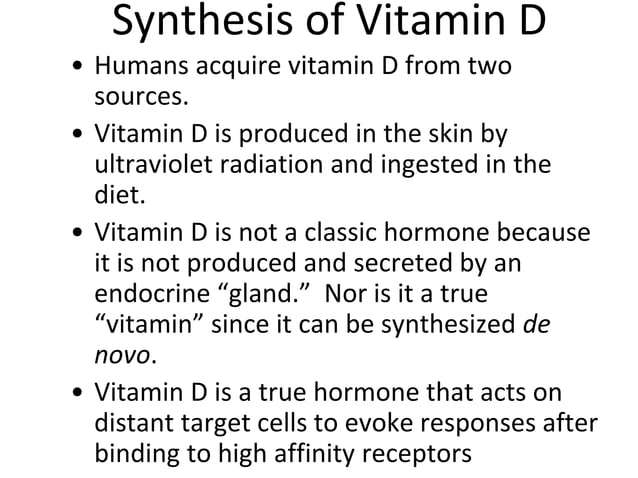 Synthesis of Vitamin D
• Humans acquire vitamin D from two
sources.
• Vitamin D is produced in the skin by
ultraviolet radiation and ingested in the
diet.
• Vitamin D is not a classic hormone because
it is not produced and secreted by an
endocrine “gland.”  Nor is it a true
“vitamin” since it can be synthesized de
novo.
• Vitamin D is a true hormone that acts on
distant target cells to evoke responses after
binding to high affinity receptors